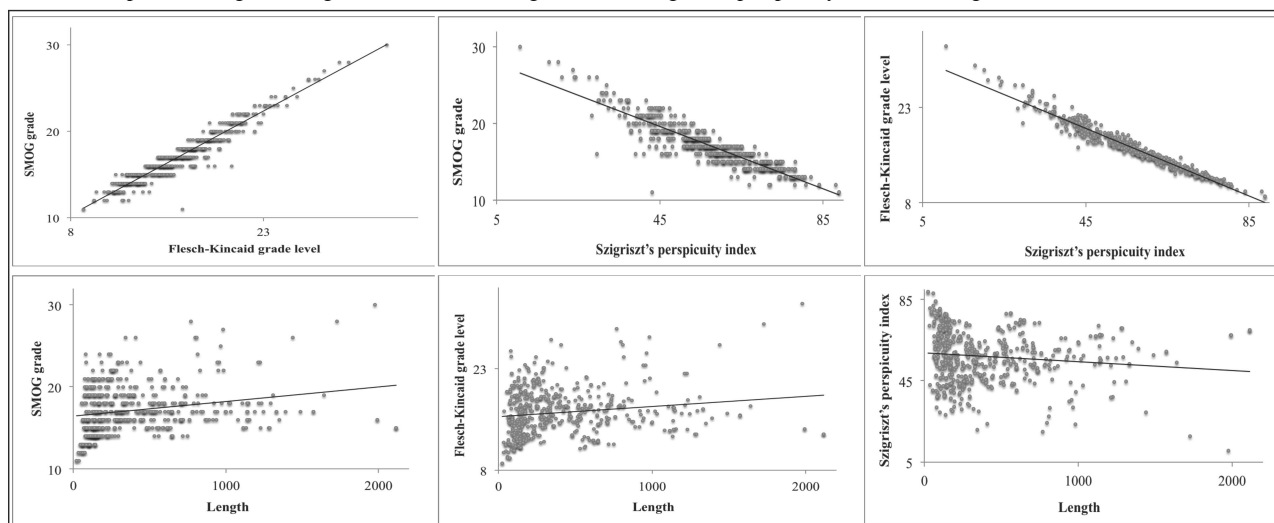 SMOG grade
30
20
10
8 23
Flesch-Kincaid grade level
SMOG grade
30
20
10
5 45 85
Szigriszt's perspicuity index
Flesch-Kincaid grade level
23
8
5 45 85
Szigriszt's perspicuity index
SMOG grade
30
20
10
0 1000 2000
Length
Flesch-Kincaid grade level
23
8
0 1000 2000
Length
Szigriszt's perspicuity index
85
45
5
0 1000 2000
Length